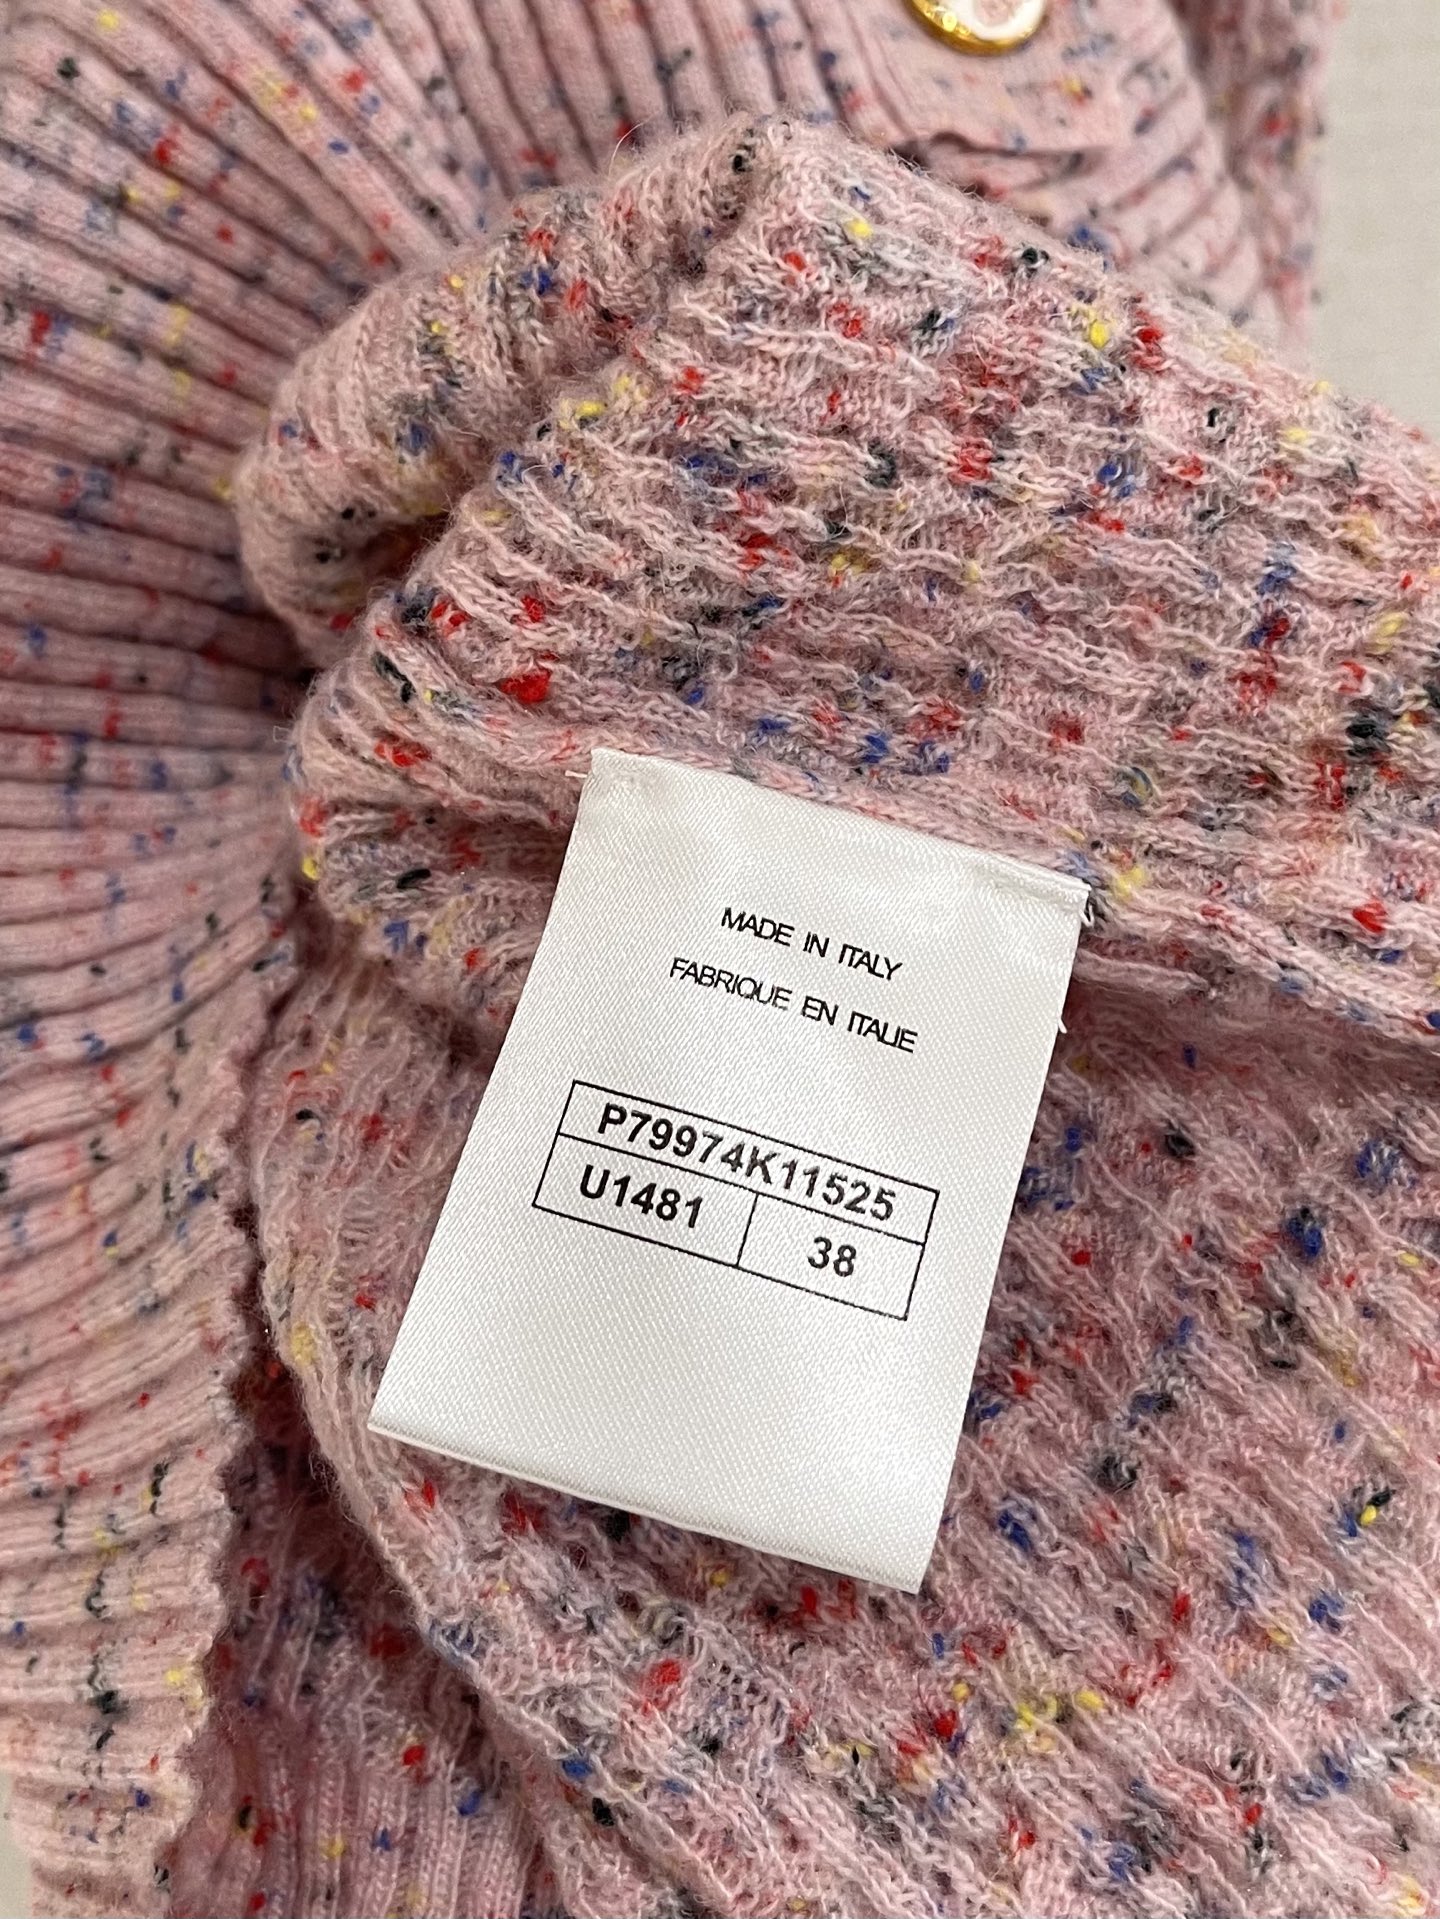 MADE IN ITALY
FABRIQUE EN ITALIE
P79974K11525
U1481 38